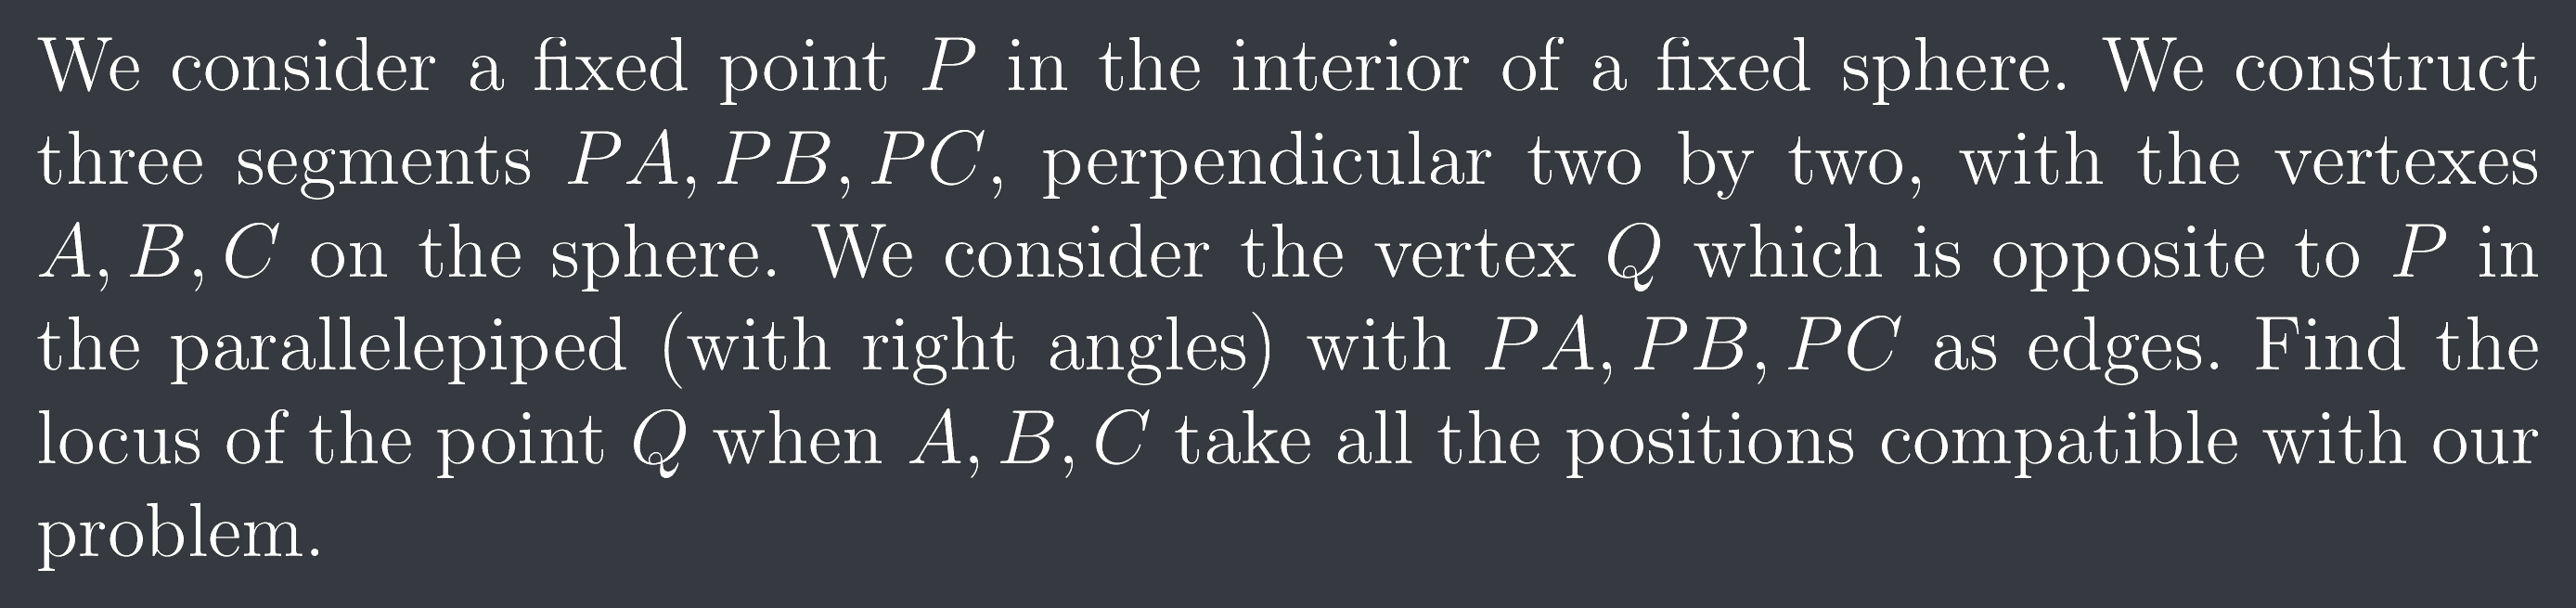 We consider a fixed point P in the interior of a fixed sphere. We construct
three segments PA, PB, PC, perpendicular two by two, with the vertexes
A, B, C on the sphere. We consider the vertex Q which is opposite to P in
the parallelepiped (with right angles) with PA, PB, PC as edges. Find the
locus of the point Q when A, B, C take all the positions compatible with our
problem.